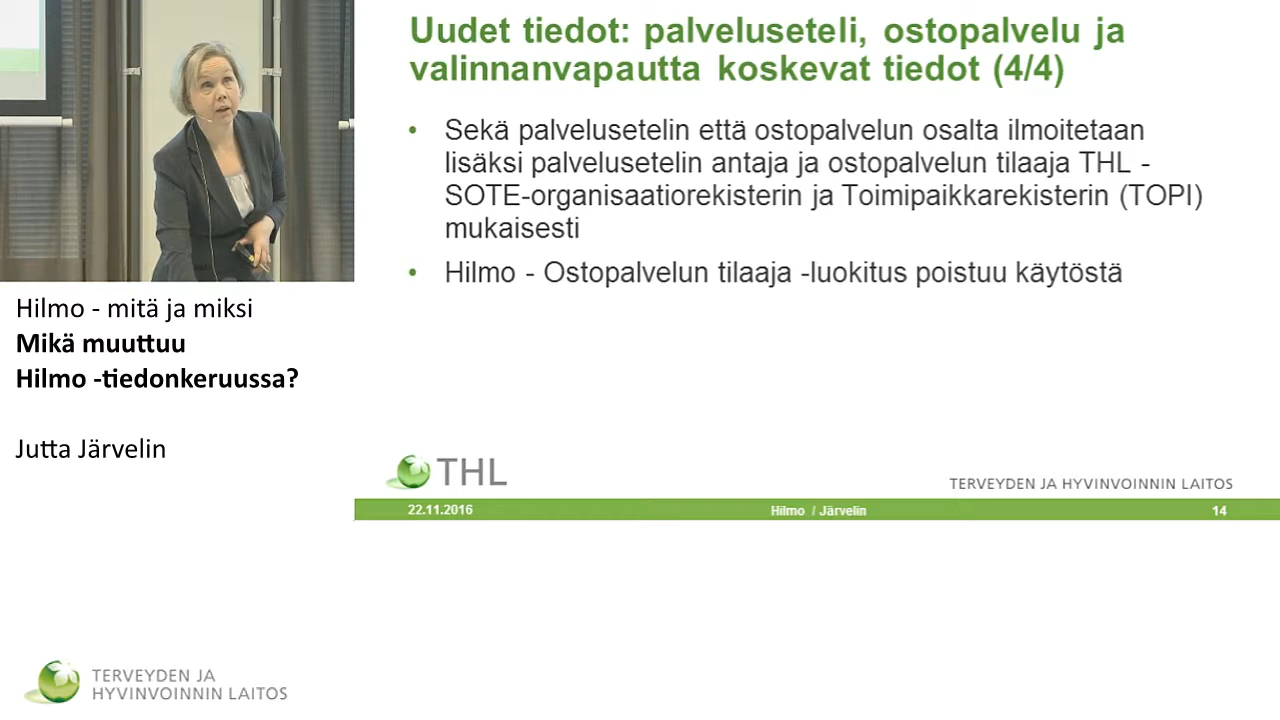 Uudet tiedot: palveluseteli, ostopalvelu ja
valinnanvapautta koskevat tiedot (4/4)
• Sekä palvelusetelin että ostopalvelun osalta ilmoitetaan
lisäksi palvelusetelin antaja ja ostopalvelun tilaaja THL -
SOTE-organisaatiorekisterin ja Toimipaikkarekisterin (TOPI)
mukaisesti
• Hilmo - Ostopalvelun tilaaja -luokitus poistuu käytöstä
Hilmo - mitä ja miksi
Mikä muuttuu
Hilmo -tiedonkeruussa?
Jutta Järvelin
THL
TERVEYDEN JA HYVINVOINNIN LAITOS
22.11.2016
Hilmo / Järvelin
14
TERVEYDEN JA
HYVINVOINNIN LAITOS